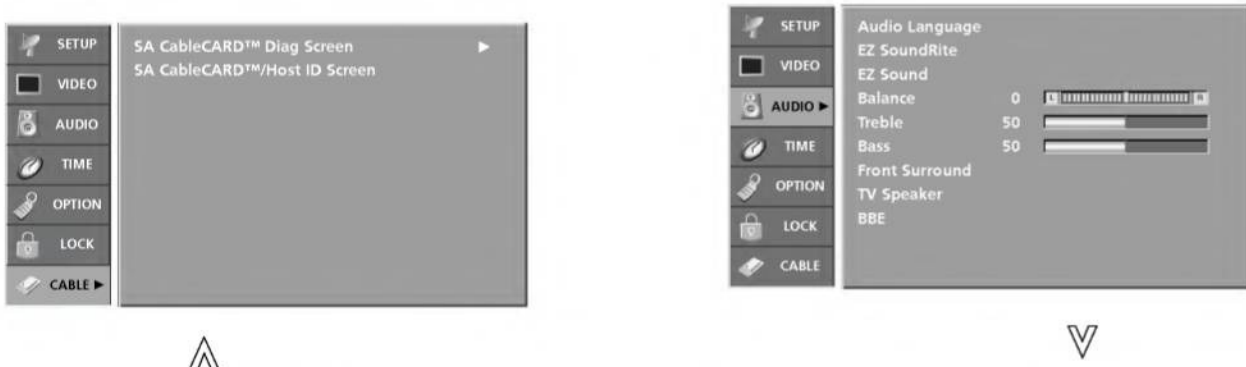 SETUP
VIDEO
AUDIO
TIME
OPTION
LOCK
CABLE ►
SA CableCARD™ Diag Screen ►
SA CableCARD™/Host ID Screen
SETUP
VIDEO
AUDIO ►
TIME
OPTION
LOCK
CABLE
Audio Language
EZ SoundRite
EZ Sound
Balance 0 L R
Treble 50
Bass 50
Front Surround
TV Speaker
BBE